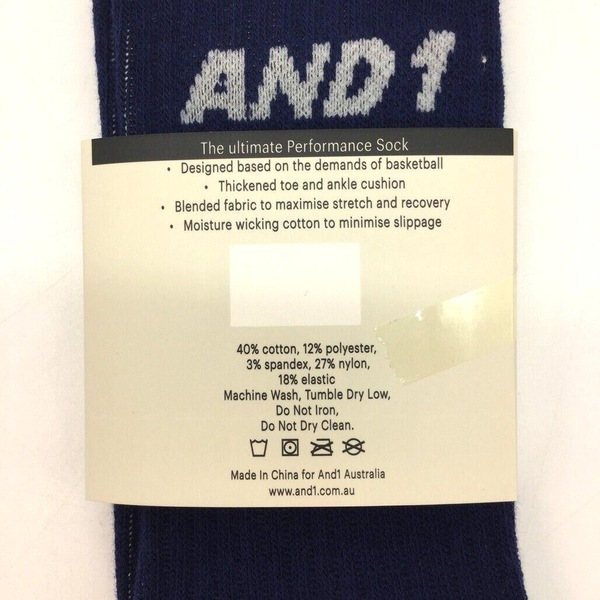 AND1
The ultimate Performance Sock
• Designed based on the demands of basketball
• Thickened toe and ankle cushion
• Blended fabric to maximise stretch and recovery
• Moisture wicking cotton to minimise slippage
40% cotton, 12% polyester,
3% spandex, 27% nylon,
18% elastic
Machine Wash, Tumble Dry Low,
Do Not Iron,
Do Not Dry Clean.
Made In China for And1 Australia
www.and1.com.au